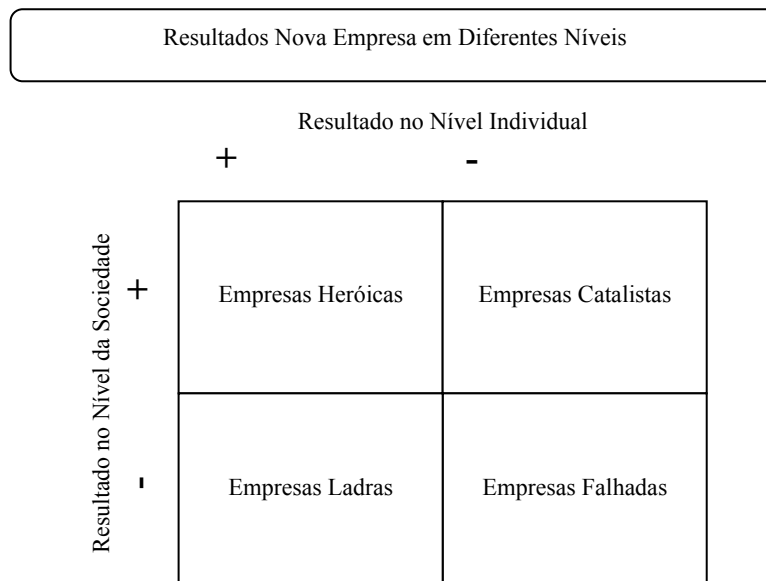 Resultados Nova Empresa em Diferentes Níveis
Resultado no Nível Individual
+ -
Resultado no Nível da Sociedade
+
Empresas Heróicas
Empresas Catalistas
-
Empresas Ladras
Empresas Falhadas